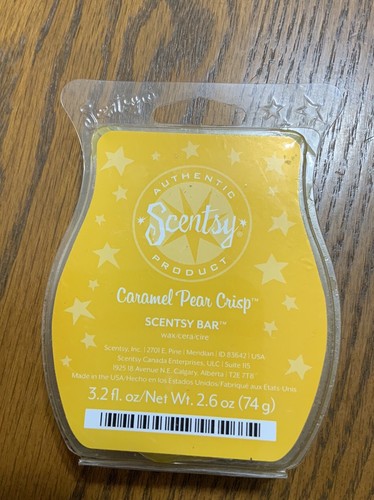 Scentsy
AUTHENTIC
Scentsy®
PRODUCT
Caramel Pear Crisp™
SCENTSY BAR™
wax·cera·cire
Scentsy, Inc. | 2701 E. Pine | Meridian | ID 83642 | USA
Scentsy Canada Enterprises, ULC | Suite 115
1925 18 Avenue N.E. Calgary, Alberta | T2E 7T8
Made in the USA·Hecho en los Estados Unidos·Fabriqué aux États-Unis
3.2 fl. oz/Net Wt. 2.6 oz (74 g)